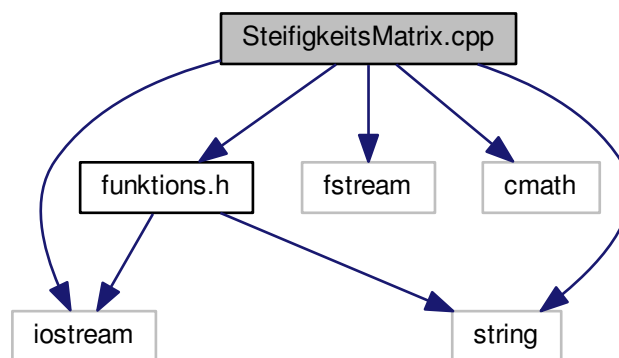 SteifigkeitsMatrix.cpp
funktions.h
fstream
cmath
iostream
string